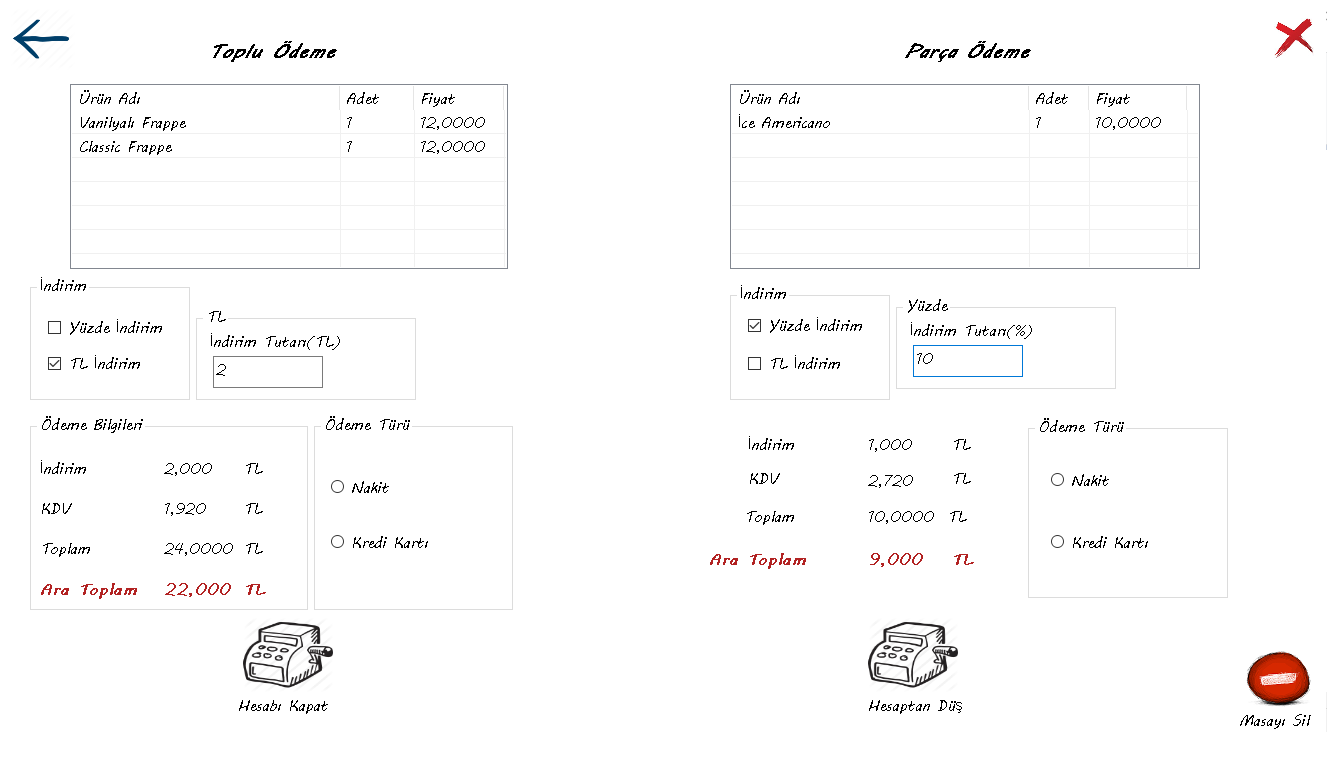 Toplu Ödeme
Ürün Adı Adet Fiyat
Vanilyalı Frappe 1 12,0000
Classic Frappe 1 12,0000
İndirim
Yüzde İndirim
TL İndirim
TL
İndirim Tutarı(TL)
2
Ödeme Bilgileri
İndirim 2,000 TL
KDV 1,920 TL
Toplam 24,0000 TL
Ara Toplam 22,000 TL
Ödeme Türü
Nakit
Kredi Kartı
Hesabı Kapat
Parça Ödeme
Ürün Adı Adet Fiyat
İce Americano 1 10,0000
İndirim
Yüzde İndirim
TL İndirim
Yüzde
İndirim Tutarı(%)
10
İndirim 1,000 TL
KDV 2,720 TL
Toplam 10,0000 TL
Ara Toplam 9,000 TL
Ödeme Türü
Nakit
Kredi Kartı
Hesaptan Düş
Masayı Sil